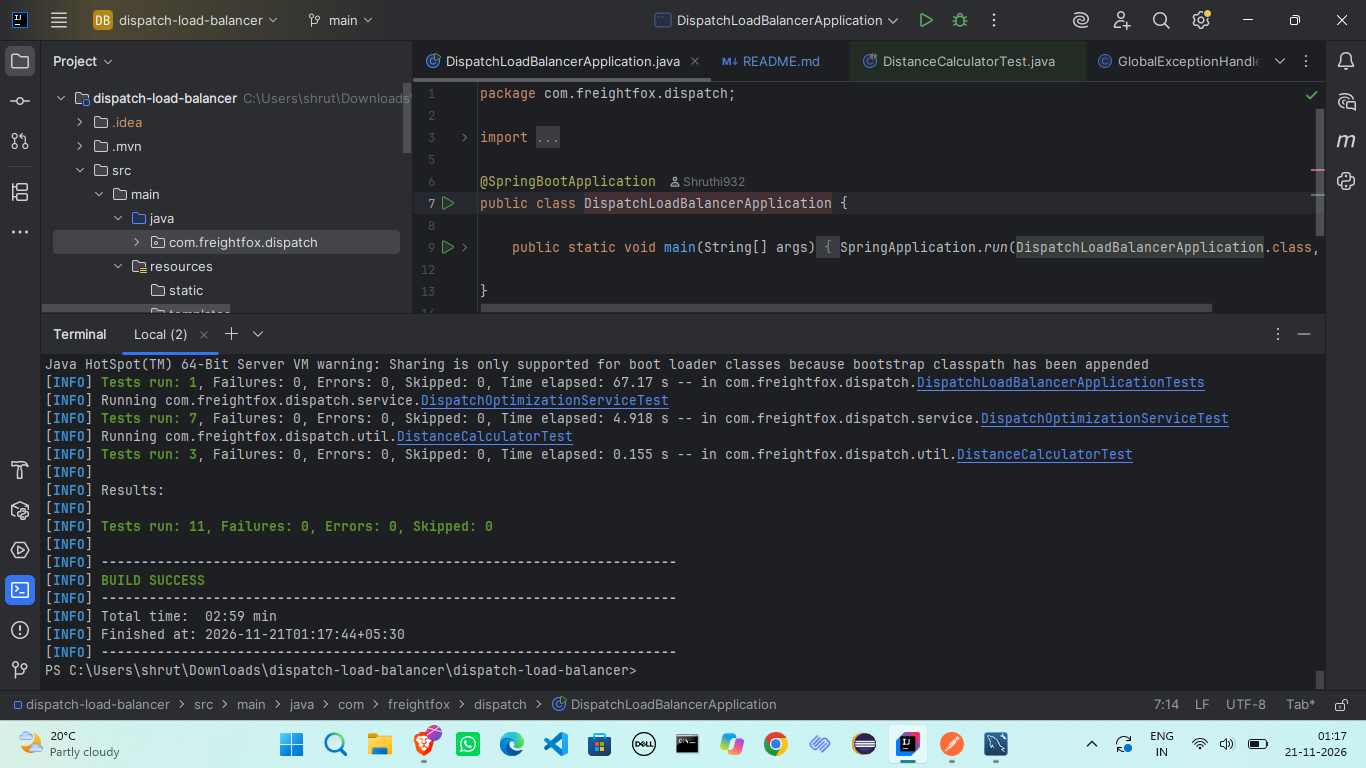 DB dispatch-load-balancer main DispatchLoadBalancerApplication
Project
DispatchLoadBalancerApplication.java README.md DistanceCalculatorTest.java GlobalExceptionHandle
dispatch-load-balancer C:\Users\shrut\Downloads\
.idea
.mvn
src
main
java
com.freightfox.dispatch
resources
static
templates
1 package com.freightfox.dispatch;
2
3 import ...
5
6 @SpringBootApplication Shruthi932
7 public class DispatchLoadBalancerApplication {
8
9 public static void main(String[] args) { SpringApplication.run(DispatchLoadBalancerApplication.class,
12
13 }
14
Terminal Local (2)
Java HotSpot(TM) 64-Bit Server VM warning: Sharing is only supported for boot loader classes because bootstrap classpath has been appended
[INFO] Tests run: 1, Failures: 0, Errors: 0, Skipped: 0, Time elapsed: 67.17 s -- in com.freightfox.dispatch.DispatchLoadBalancerApplicationTests
[INFO] Running com.freightfox.dispatch.service.DispatchOptimizationServiceTest
[INFO] Tests run: 7, Failures: 0, Errors: 0, Skipped: 0, Time elapsed: 4.918 s -- in com.freightfox.dispatch.service.DispatchOptimizationServiceTest
[INFO] Running com.freightfox.dispatch.util.DistanceCalculatorTest
[INFO] Tests run: 3, Failures: 0, Errors: 0, Skipped: 0, Time elapsed: 0.155 s -- in com.freightfox.dispatch.util.DistanceCalculatorTest
[INFO]
[INFO] Results:
[INFO]
[INFO] Tests run: 11, Failures: 0, Errors: 0, Skipped: 0
[INFO]
[INFO] ------------------------------------------------------------------------
[INFO] BUILD SUCCESS
[INFO] ------------------------------------------------------------------------
[INFO] Total time:  02:59 min
[INFO] Finished at: 2026-11-21T01:17:44+05:30
[INFO] ------------------------------------------------------------------------
PS C:\Users\shrut\Downloads\dispatch-load-balancer\dispatch-load-balancer>
dispatch-load-balancer > src > main > java > com > freightfox > dispatch > DispatchLoadBalancerApplication 7:14 LF UTF-8 Tab*
20°C
Partly cloudy
DELL
ENG
IN
01:17
21-11-2026